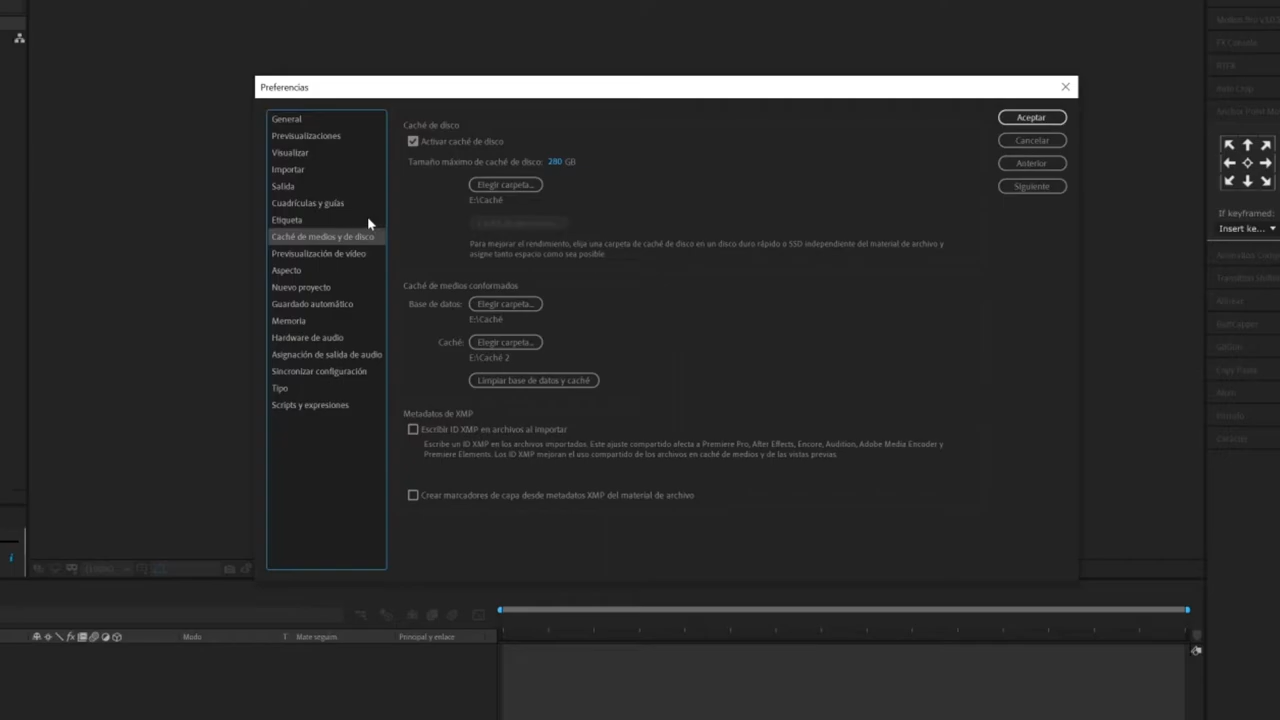 Preferencias
General
Previsualizaciones
Visualizar
Importar
Salida
Cuadrículas y guías
Etiqueta
Caché de medios y de disco
Previsualización de vídeo
Aspecto
Nuevo proyecto
Guardado automático
Memoria
Hardware de audio
Asignación de salida de audio
Sincronizar configuración
Tipo
Scripts y expresiones
Caché de disco
Activar caché de disco
Tamaño máximo de caché de disco: 280 GB
Elegir carpeta...
E:\Caché
Para mejorar el rendimiento, elija una carpeta de caché de disco en un disco duro rápido o SSD independiente del material de archivo y
asigne tanto espacio como sea posible
Caché de medios conformados
Base de datos: Elegir carpeta...
E:\Caché
Caché: Elegir carpeta...
E:\Caché 2
Limpiar base de datos y caché
Metadatos de XMP
Escribir ID XMP en archivos al importar
Escribe un ID XMP en los archivos importados. Este ajuste compartido afecta a Premiere Pro, After Effects, Encore, Audition, Adobe Media Encoder y
Premiere Elements. Los ID XMP mejoran el uso compartido de los archivos en caché de medios y de las vistas previas.
Crear marcadores de capa desde metadatos XMP del material de archivo
Aceptar
Cancelar
Anterior
Siguiente
FX Console
If keyframed:
Insert ke...
Copy Paste
Modo
T Mate seguim.
Principal y enlace